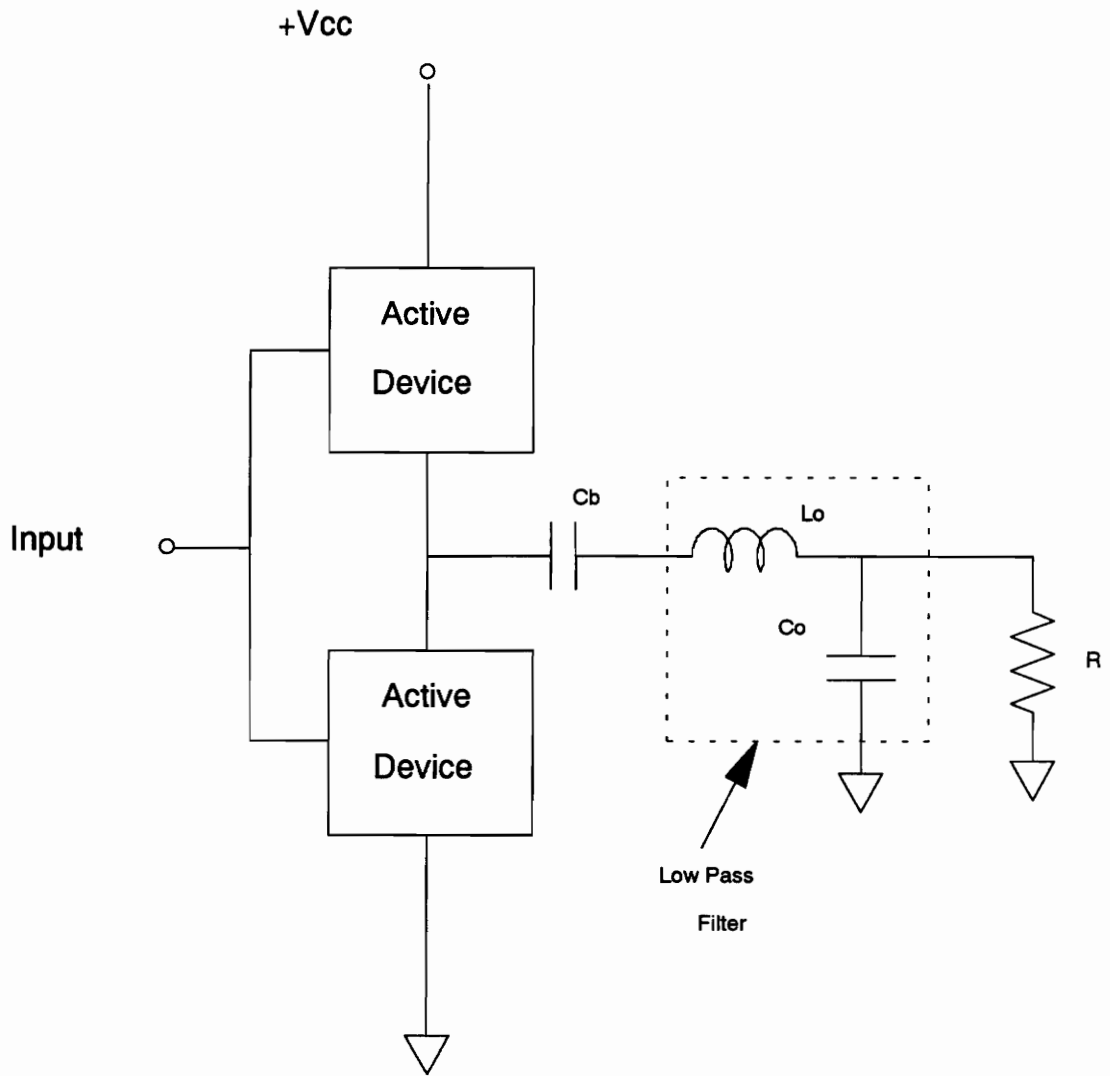 +Vcc
Active
Device
Cb
Lo
Input
Co
R
Active
Device
Low Pass
Filter